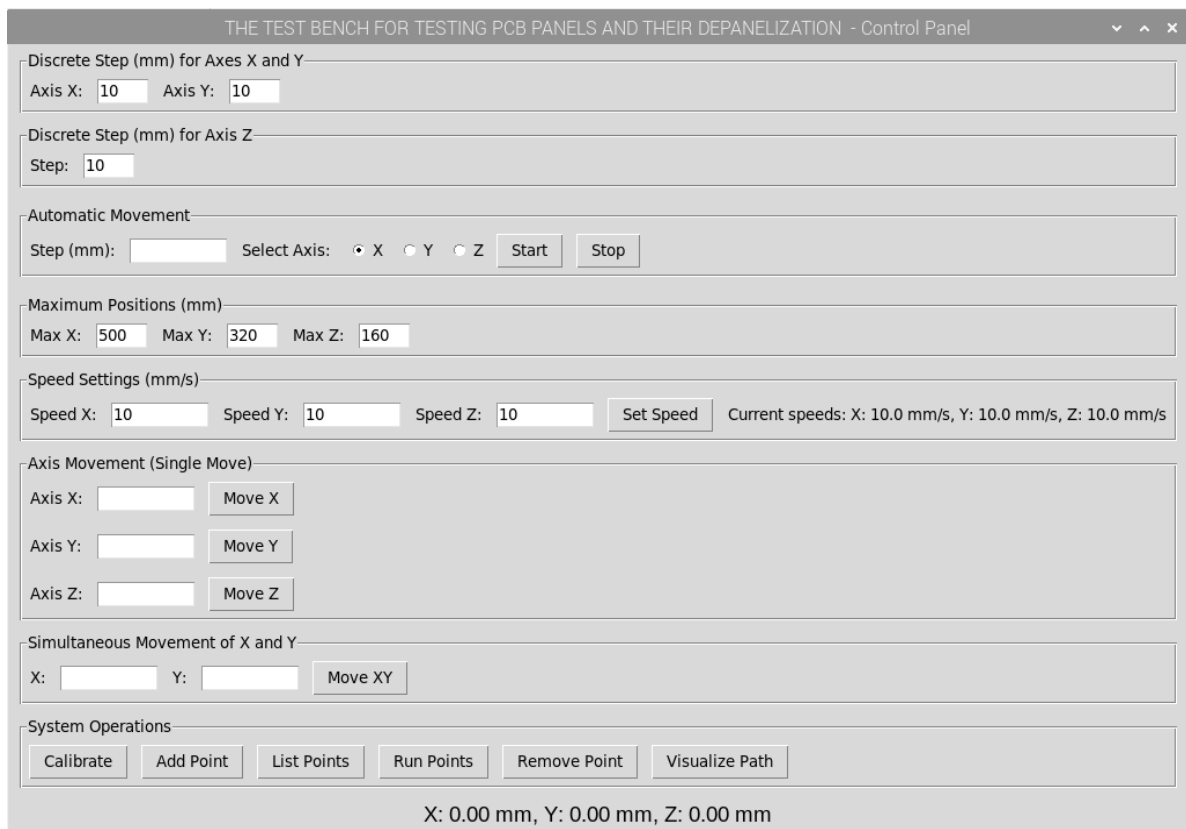 THE TEST BENCH FOR TESTING PCB PANELS AND THEIR DEPANELIZATION - Control Panel
Discrete Step (mm) for Axes X and Y
Axis X: 10 Axis Y: 10
Discrete Step (mm) for Axis Z
Step: 10
Automatic Movement
Step (mm): Select Axis: X Y Z Start Stop
Maximum Positions (mm)
Max X: 500 Max Y: 320 Max Z: 160
Speed Settings (mm/s)
Speed X: 10 Speed Y: 10 Speed Z: 10 Set Speed Current speeds: X: 10.0 mm/s, Y: 10.0 mm/s, Z: 10.0 mm/s
Axis Movement (Single Move)
Axis X: Move X
Axis Y: Move Y
Axis Z: Move Z
Simultaneous Movement of X and Y
X: Y: Move XY
System Operations
Calibrate Add Point List Points Run Points Remove Point Visualize Path
X: 0.00 mm, Y: 0.00 mm, Z: 0.00 mm